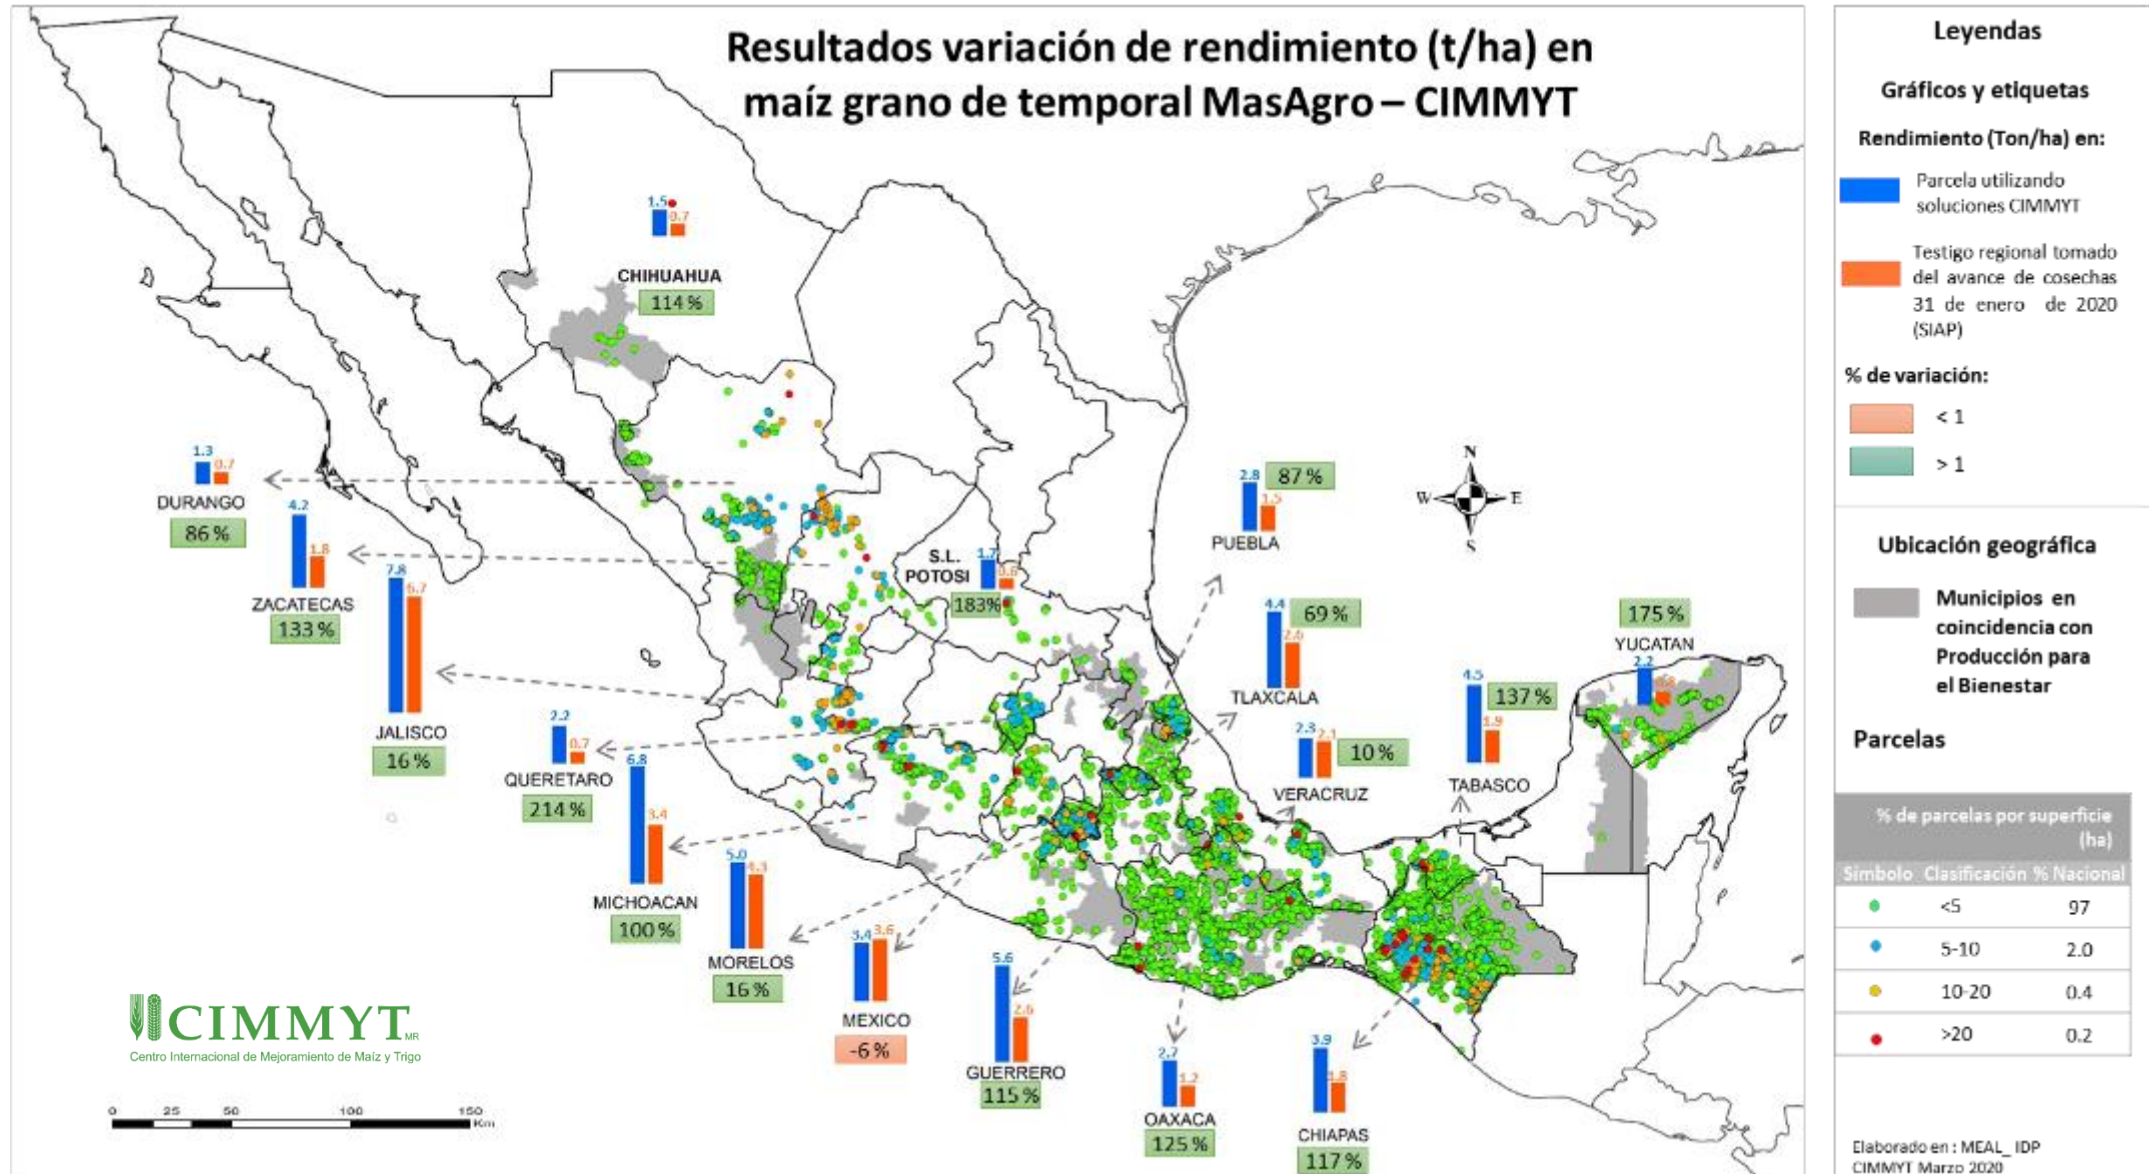 Resultados variación de rendimiento (t/ha) en
maíz grano de temporal MasAgro – CIMMYT
1.5
0.7
CHIHUAHUA
114 %
1.3
0.7
DURANGO
86 %
4.2
1.8
ZACATECAS
133 %
7.8
6.7
JALISCO
16 %
S.L.
POTOSI
1.7
0.6
183%
2.8
1.5
87 %
PUEBLA
4.4
2.6
69 %
TLAXCALA
2.3
2.1
10 %
VERACRUZ
4.5
1.9
137 %
TABASCO
175 %
YUCATAN
2.2
0.8
2.2
0.7
QUERETARO
214 %
6.8
3.4
MICHOACAN
100 %
5.0
4.3
MORELOS
16 %
3.4
3.6
MEXICO
-6 %
5.6
2.6
GUERRERO
115 %
2.7
1.2
OAXACA
125 %
3.9
1.8
CHIAPAS
117 %
N
W
E
S
CIMMYT MR
Centro Internacional de Mejoramiento de Maíz y Trigo
0 25 50 100 150
Km
Leyendas
Gráficos y etiquetas
Rendimiento (Ton/ha) en:
Parcela utilizando
soluciones CIMMYT
Testigo regional tomado
del avance de cosechas
31 de enero de 2020
(SIAP)
% de variación:
< 1
> 1
Ubicación geográfica
Municipios en
coincidencia con
Producción para
el Bienestar
Parcelas
% de parcelas por superficie
(ha)
Símbolo Clasificación % Nacional
<5 97
5-10 2.0
10-20 0.4
>20 0.2
Elaborado en : MEAL_ IDP
CIMMYT Marzo 2020